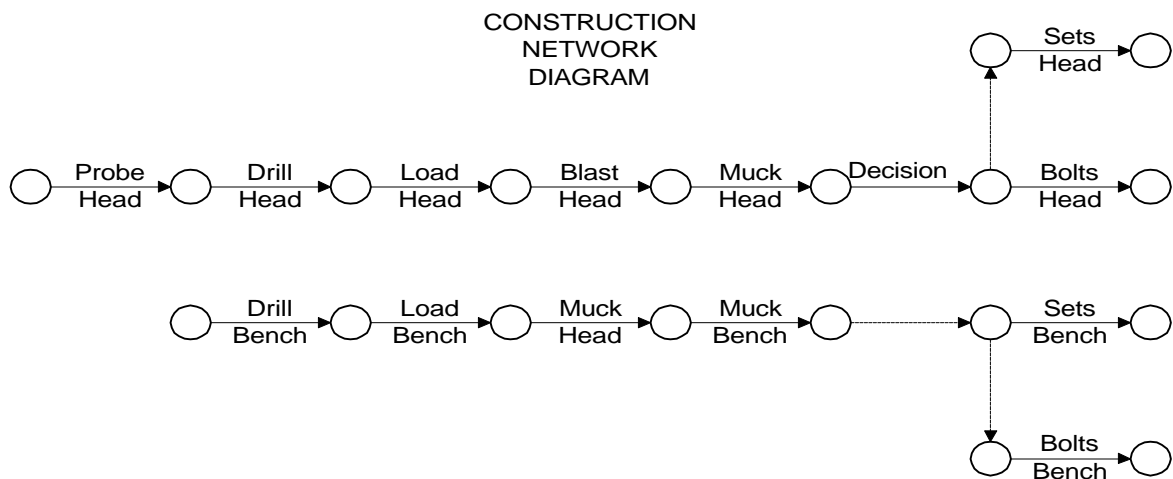 CONSTRUCTION
NETWORK
DIAGRAM
Sets
Head
Probe
Head
Drill
Head
Load
Head
Blast
Head
Muck
Head
Decision
Bolts
Head
Drill
Bench
Load
Bench
Muck
Head
Muck
Bench
Sets
Bench
Bolts
Bench